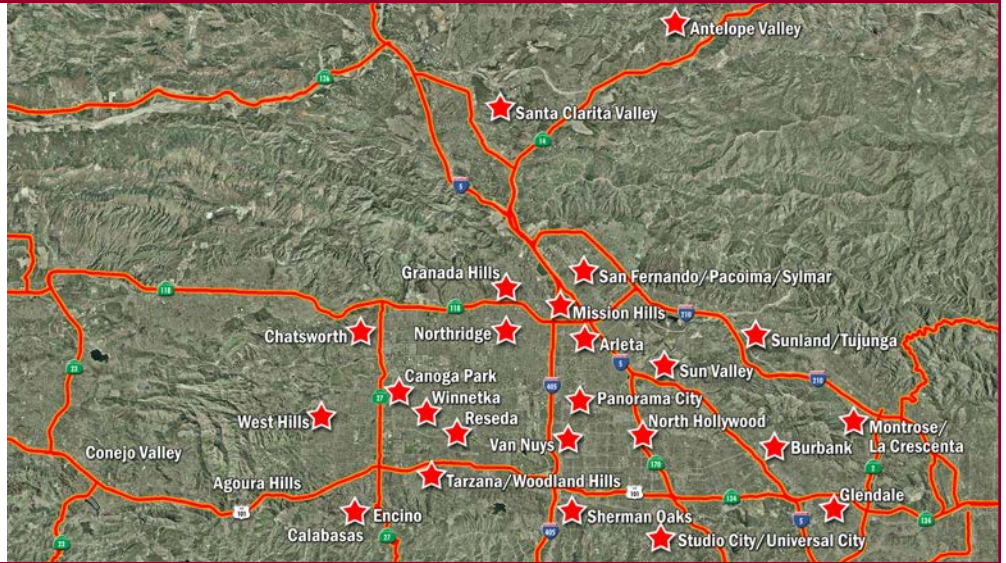 Antelope Valley
126
Santa Clarita Valley
14
5
Granada Hills
San Fernando/Pacoima/Sylmar
118
118
Mission Hills
210
Chatsworth
Northridge
Arleta
Sunland/Tujunga
23
5
Sun Valley
Canoga Park
210
405
27
Winnetka
Panorama City
West Hills
Reseda
North Hollywood
Montrose/
La Crescenta
Van Nuys
Burbank
Conejo Valley
170
2
Agoura Hills
Tarzana/Woodland Hills
101
134
Glendale
101
Encino
Sherman Oaks
5
134
Calabasas
27
405
Studio City/Universal City
23